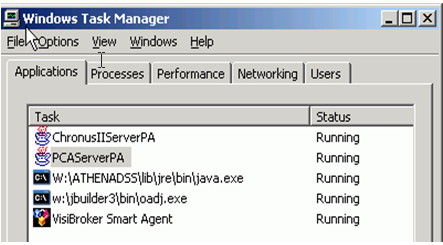 Windows Task Manager
File Options View Windows Help
Applications Processes Performance Networking Users
Task Status
ChronusIIServerPA Running
PCAServerPA Running
W:\ATHENADSS\lib\jre\bin\java.exe Running
w:\jbuilder3\bin\oadj.exe Running
VisiBroker Smart Agent Running